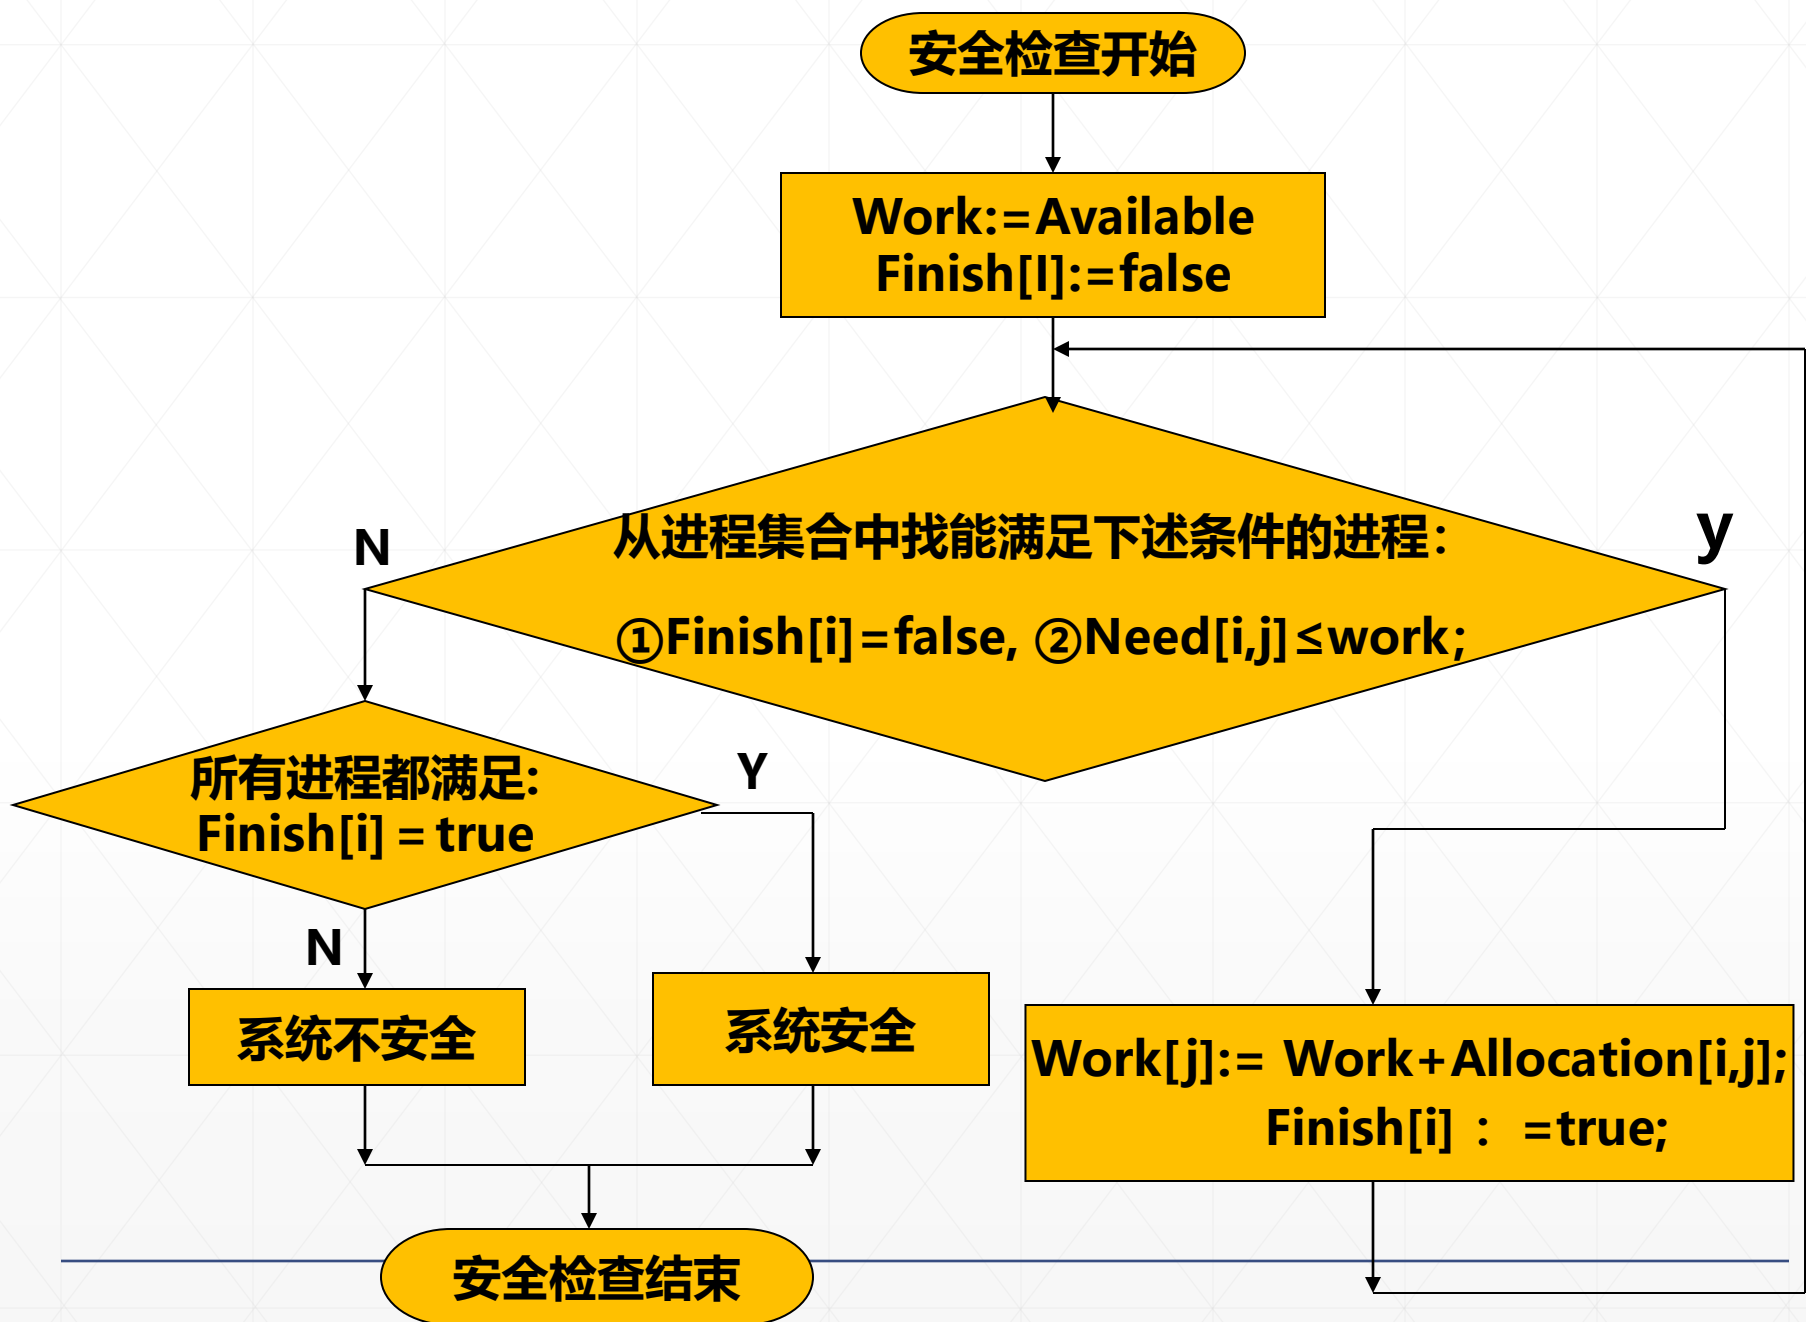 安全检查开始
Work:=Available
Finish[I]:=false
从进程集合中找能满足下述条件的进程：
①Finish[i]=false, ②Need[i,j]≤work；
N
y
所有进程都满足:
Finish[i] = true
Y
N
系统不安全
系统安全
Work[j]:= Work+Allocation[i,j];
Finish[i] ： =true;
安全检查结束